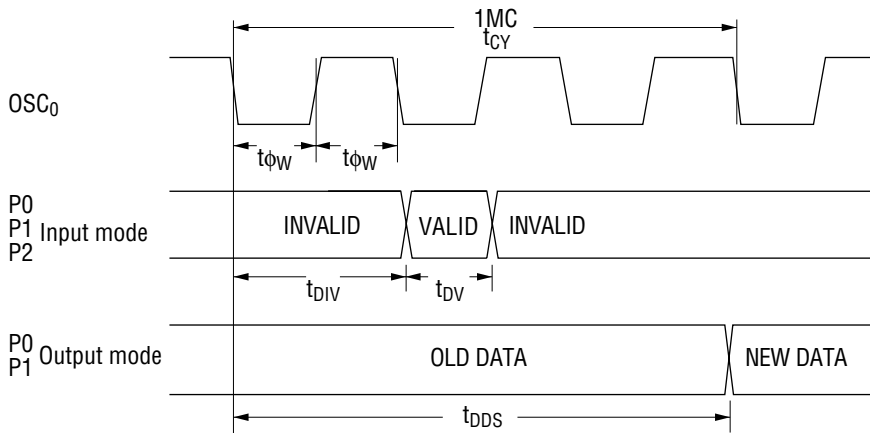 1MC
tCY
OSC0
tϕW tϕW
P0
P1 Input mode
P2
INVALID VALID INVALID
tDIV tDV
P0
P1 Output mode
OLD DATA NEW DATA
tDDS